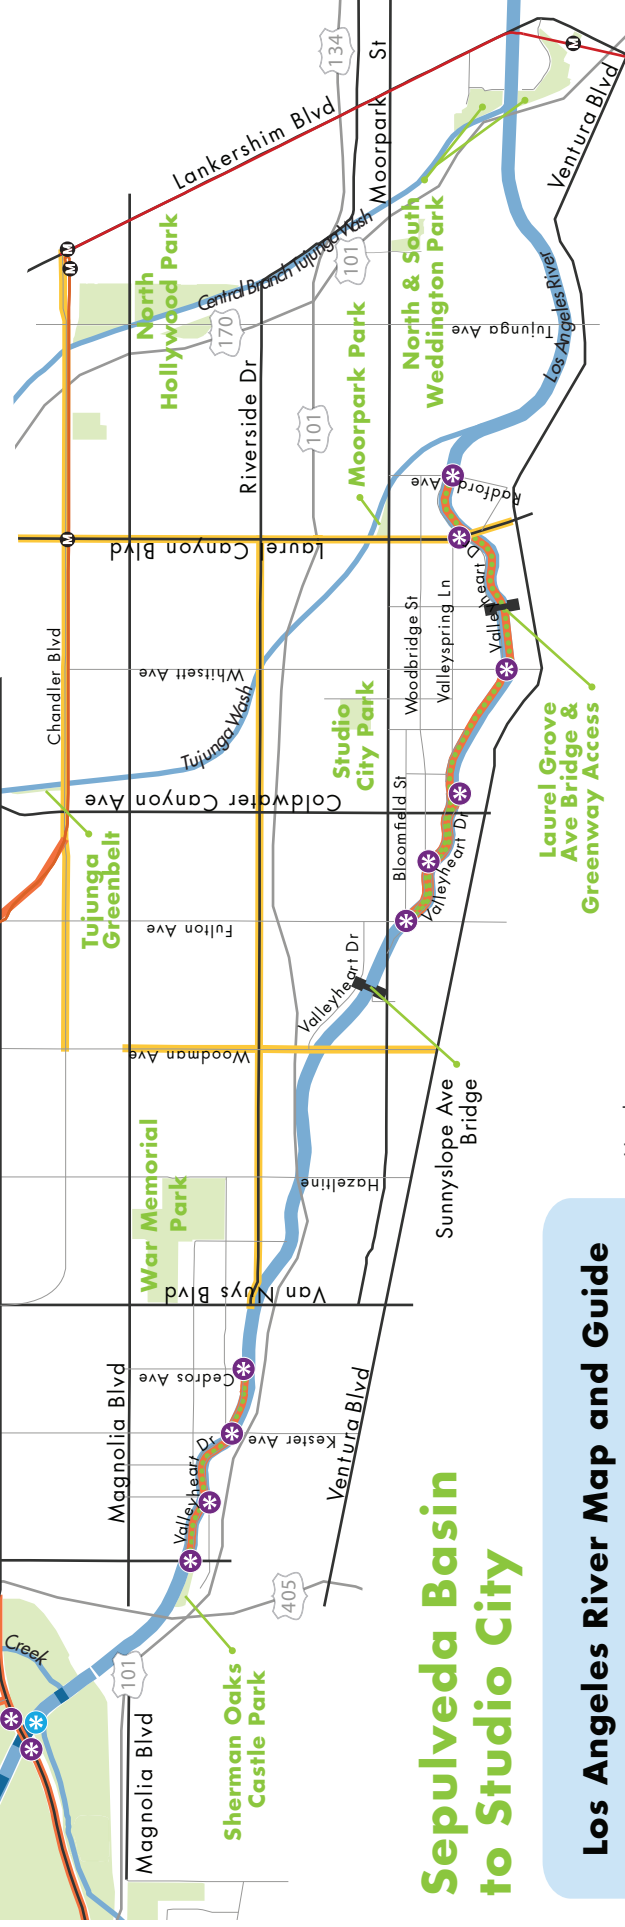 Sepulveda Basin
to Studio City
Los Angeles River Map and Guide
Creek
101
Magnolia Blvd
Sherman Oaks
Castle Park
405
Magnolia Blvd
Valleyheart Dr
Kester Ave
Cedros Ave
Ventura Blvd
Van Nuys Blvd
War Memorial
Park
Hazeltine
Sunnyslope Ave
Bridge
Woodman Ave
Valleyheart Dr
Fulton Ave
Tujunga
Greenbelt
Valleyheart Dr
Bloomfield St
Coldwater Canyon Ave
Chandler Blvd
Tujunga Wash
Whitsett Ave
Studio
City Park
Woodbridge St
Valleyspring Ln
Valleyheart D
Laurel Grove
Ave Bridge &
Greenway Access
Laurel Canyon Blvd
M
Radford Ave
Moorpark Park
Riverside Dr
101
170
North
Hollywood Park
Tujunga Ave
Los Angeles River
North & South
Weddington Park
101
Central Branch Tujunga Wash
M
M
Lankershim Blvd
Moorpark St
134
Ventura Blvd
M